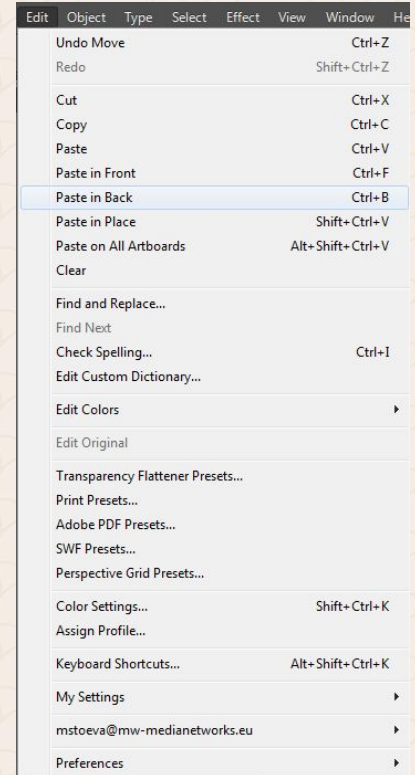 Edit Object Type Select Effect View Window He
Undo Move Ctrl+Z
Redo Shift+Ctrl+Z
Cut Ctrl+X
Copy Ctrl+C
Paste Ctrl+V
Paste in Front Ctrl+F
Paste in Back Ctrl+B
Paste in Place Shift+Ctrl+V
Paste on All Artboards Alt+Shift+Ctrl+V
Clear
Find and Replace...
Find Next
Check Spelling... Ctrl+I
Edit Custom Dictionary...
Edit Colors
Edit Original
Transparency Flattener Presets...
Print Presets...
Adobe PDF Presets...
SWF Presets...
Perspective Grid Presets...
Color Settings... Shift+Ctrl+K
Assign Profile...
Keyboard Shortcuts... Alt+Shift+Ctrl+K
My Settings
mstoeva@mw-medianetworks.eu
Preferences